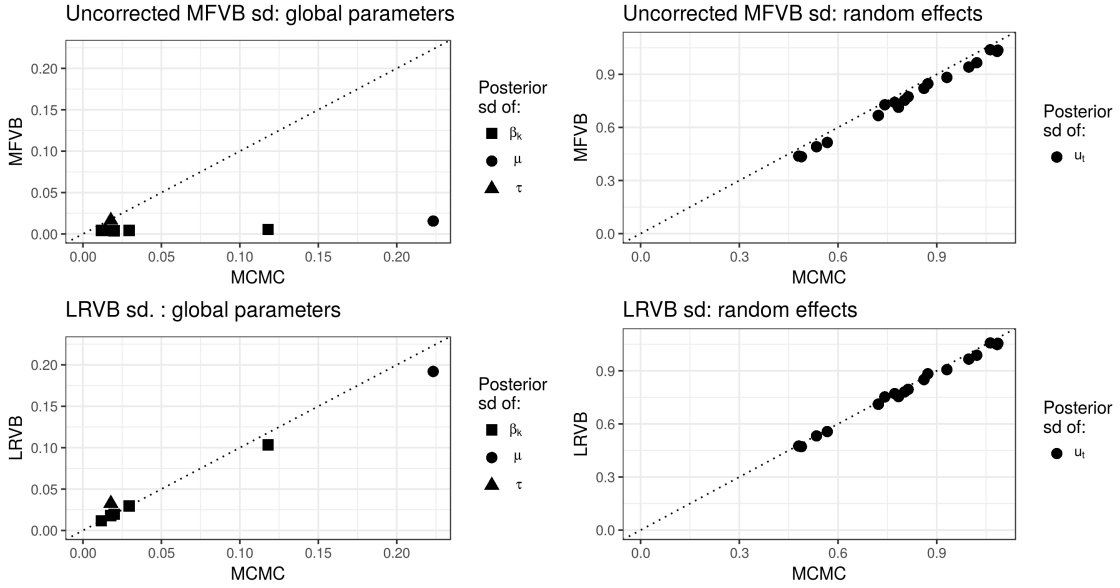 Uncorrected MFVB sd: global parameters
MFVB
0.20
0.15
0.10
0.05
0.00
0.00 0.05 0.10 0.15 0.20
MCMC
Posterior
sd of:
βk
μ
τ
Uncorrected MFVB sd: random effects
MFVB
0.9
0.6
0.3
0.0
0.0 0.3 0.6 0.9
MCMC
Posterior
sd of:
ut
LRVB sd. : global parameters
LRVB
0.20
0.15
0.10
0.05
0.00
0.00 0.05 0.10 0.15 0.20
MCMC
Posterior
sd of:
βk
μ
τ
LRVB sd: random effects
LRVB
0.9
0.6
0.3
0.0
0.0 0.3 0.6 0.9
MCMC
Posterior
sd of:
ut